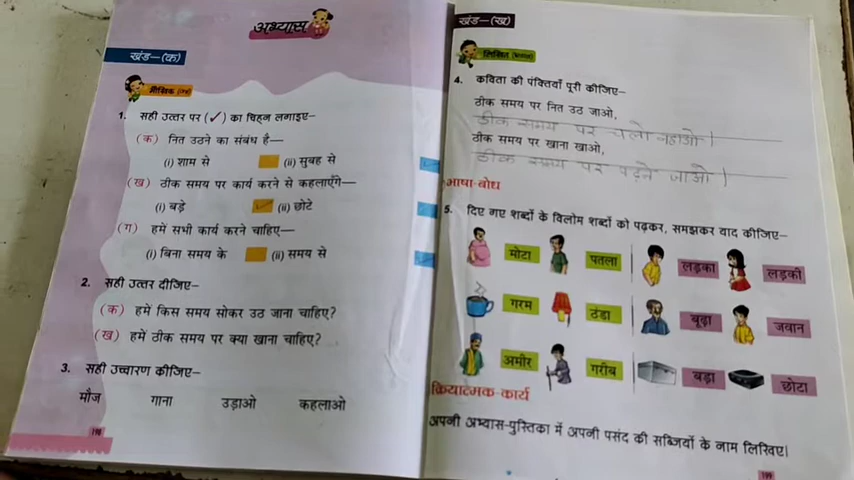 अभ्यास
खंड—(क)
मौखिक
1. सही उत्तर पर (✓) का चिह्न लगाइए–
(क) नित उठने का संबंध है—
(i) शाम से (ii) सुबह से
(ख) ठीक समय पर कार्य करने से कहलाएँगे—
(i) बड़े (ii) छोटे
(ग) हमें सभी कार्य करने चाहिए—
(i) बिना समय के (ii) समय से
2. सही उत्तर दीजिए–
(क) हमें किस समय सोकर उठ जाना चाहिए?
(ख) हमें ठीक समय पर क्या खाना चाहिए?
3. सही उच्चारण कीजिए–
मौज गाना उड़ाओ कहलाओ
198
खंड—(ख)
लिखित
4. कविता की पंक्तियाँ पूरी कीजिए–
ठीक समय पर नित उठ जाओ,
ठीक समय पर चलो नहाओ।
ठीक समय पर खाना खाओ,
ठीक समय पर पढ़ने जाओ।
भाषा-बोध
5. दिए गए शब्दों के विलोम शब्दों को पढ़कर, समझकर याद कीजिए–
मोटा पतला लड़का लड़की
गरम ठंडा बूढ़ा जवान
अमीर गरीब बड़ा छोटा
क्रियात्मक-कार्य
अपनी अभ्यास-पुस्तिका में अपनी पसंद की सब्जियों के नाम लिखिए।
199